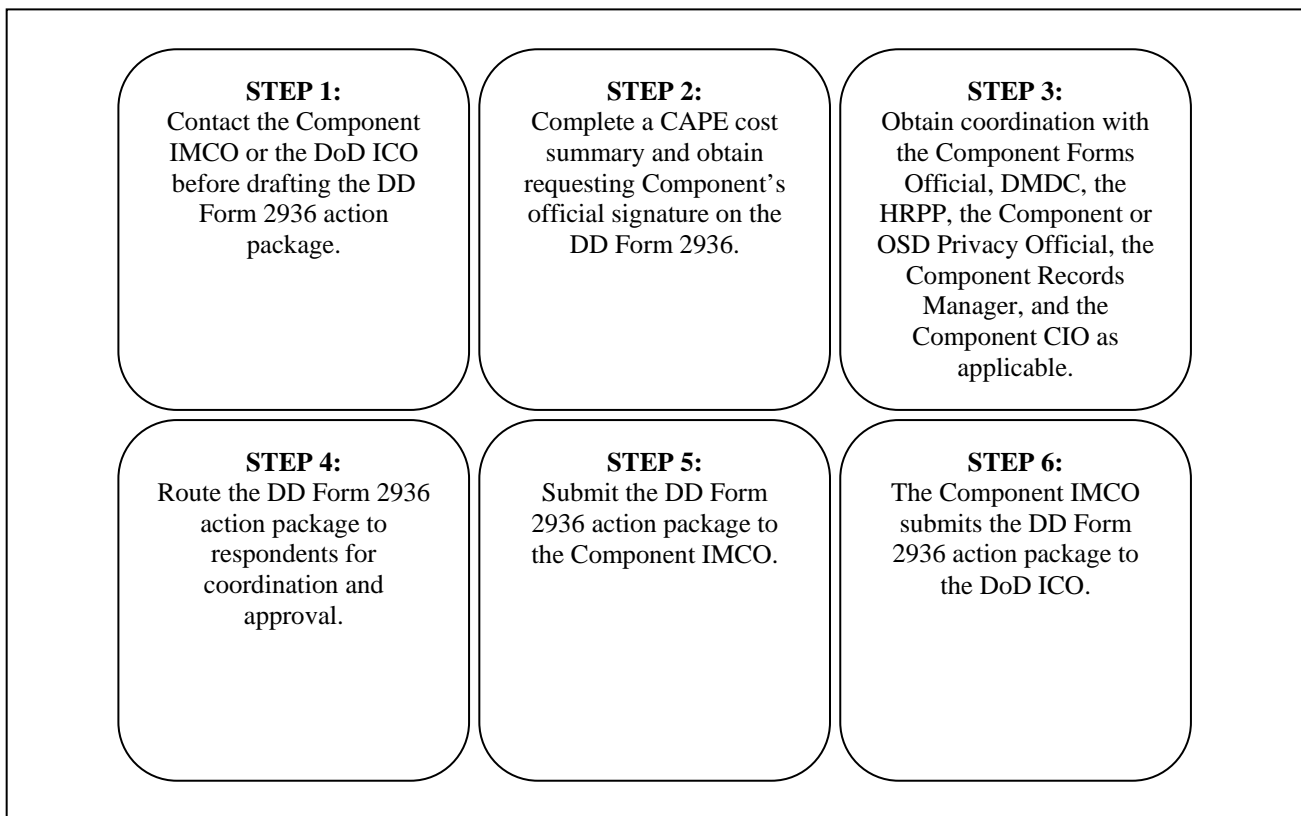 STEP 1:
Contact the Component
IMCO or the DoD ICO
before drafting the DD
Form 2936 action
package.
STEP 2:
Complete a CAPE cost
summary and obtain
requesting Component’s
official signature on the
DD Form 2936.
STEP 3:
Obtain coordination with
the Component Forms
Official, DMDC, the
HRPP, the Component or
OSD Privacy Official, the
Component Records
Manager, and the
Component CIO as
applicable.
STEP 4:
Route the DD Form 2936
action package to
respondents for
coordination and
approval.
STEP 5:
Submit the DD Form
2936 action package to
the Component IMCO.
STEP 6:
The Component IMCO
submits the DD Form
2936 action package to
the DoD ICO.